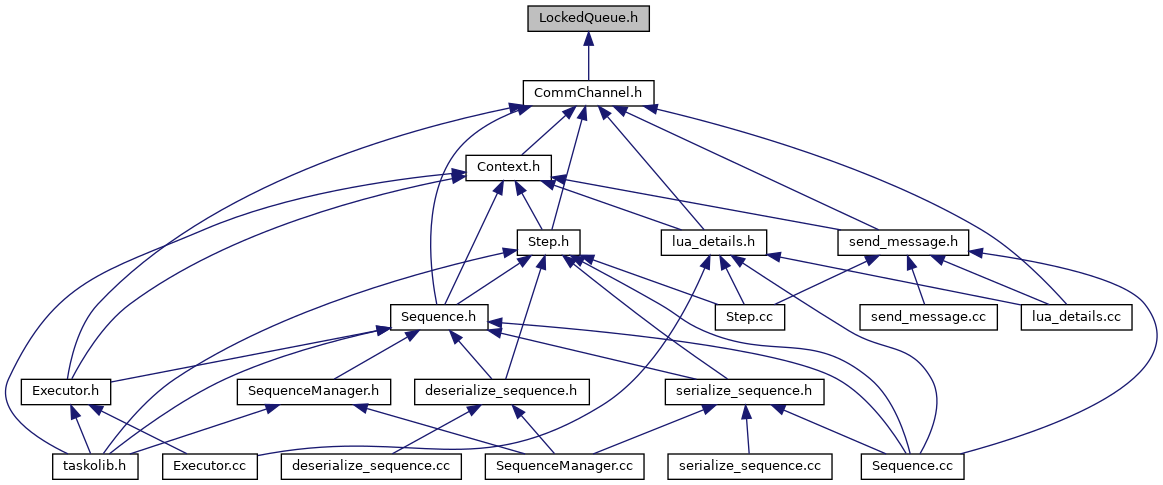 LockedQueue.h
CommChannel.h
Context.h
Step.h
lua_details.h
send_message.h
Sequence.h
Step.cc
send_message.cc
lua_details.cc
Executor.h
SequenceManager.h
deserialize_sequence.h
serialize_sequence.h
taskolib.h
Executor.cc
deserialize_sequence.cc
SequenceManager.cc
serialize_sequence.cc
Sequence.cc